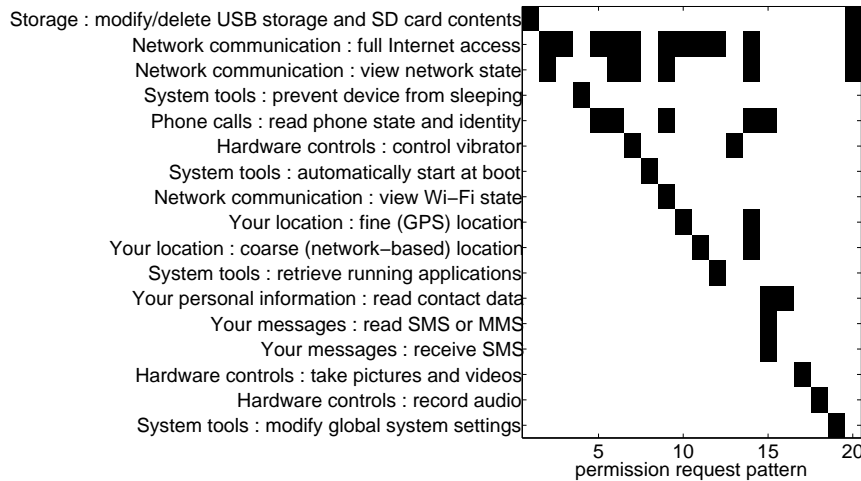 Storage : modify/delete USB storage and SD card contents
Network communication : full Internet access
Network communication : view network state
System tools : prevent device from sleeping
Phone calls : read phone state and identity
Hardware controls : control vibrator
System tools : automatically start at boot
Network communication : view Wi−Fi state
Your location : fine (GPS) location
Your location : coarse (network−based) location
System tools : retrieve running applications
Your personal information : read contact data
Your messages : read SMS or MMS
Your messages : receive SMS
Hardware controls : take pictures and videos
Hardware controls : record audio
System tools : modify global system settings
5 10 15 20
permission request pattern